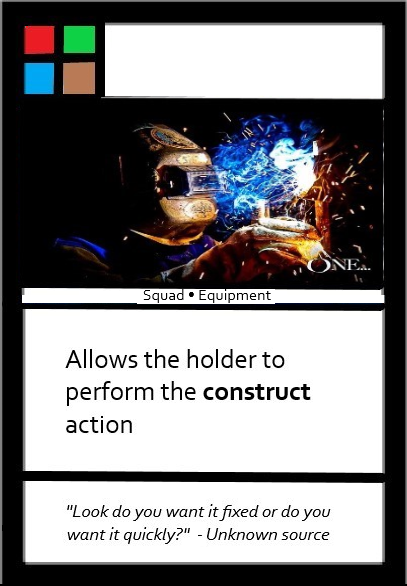 ONE...
Squad • Equipment
Allows the holder to
perform the construct
action
"Look do you want it fixed or do you
want it quickly?" - Unknown source